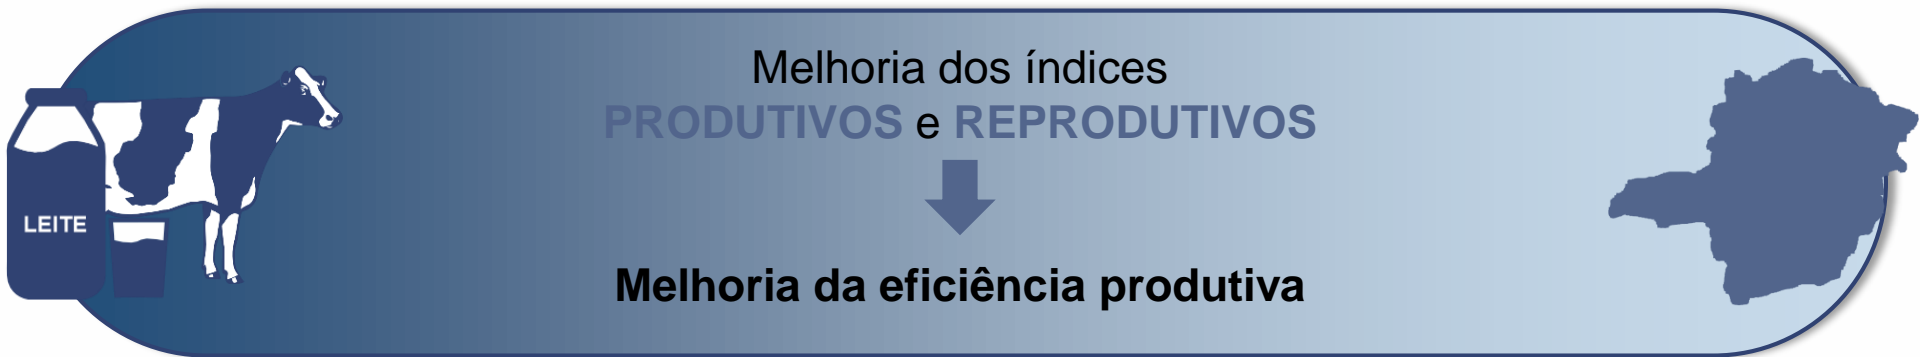 Melhoria dos índices
PRODUTIVOS e REPRODUTIVOS
LEITE
Melhoria da eficiência produtiva